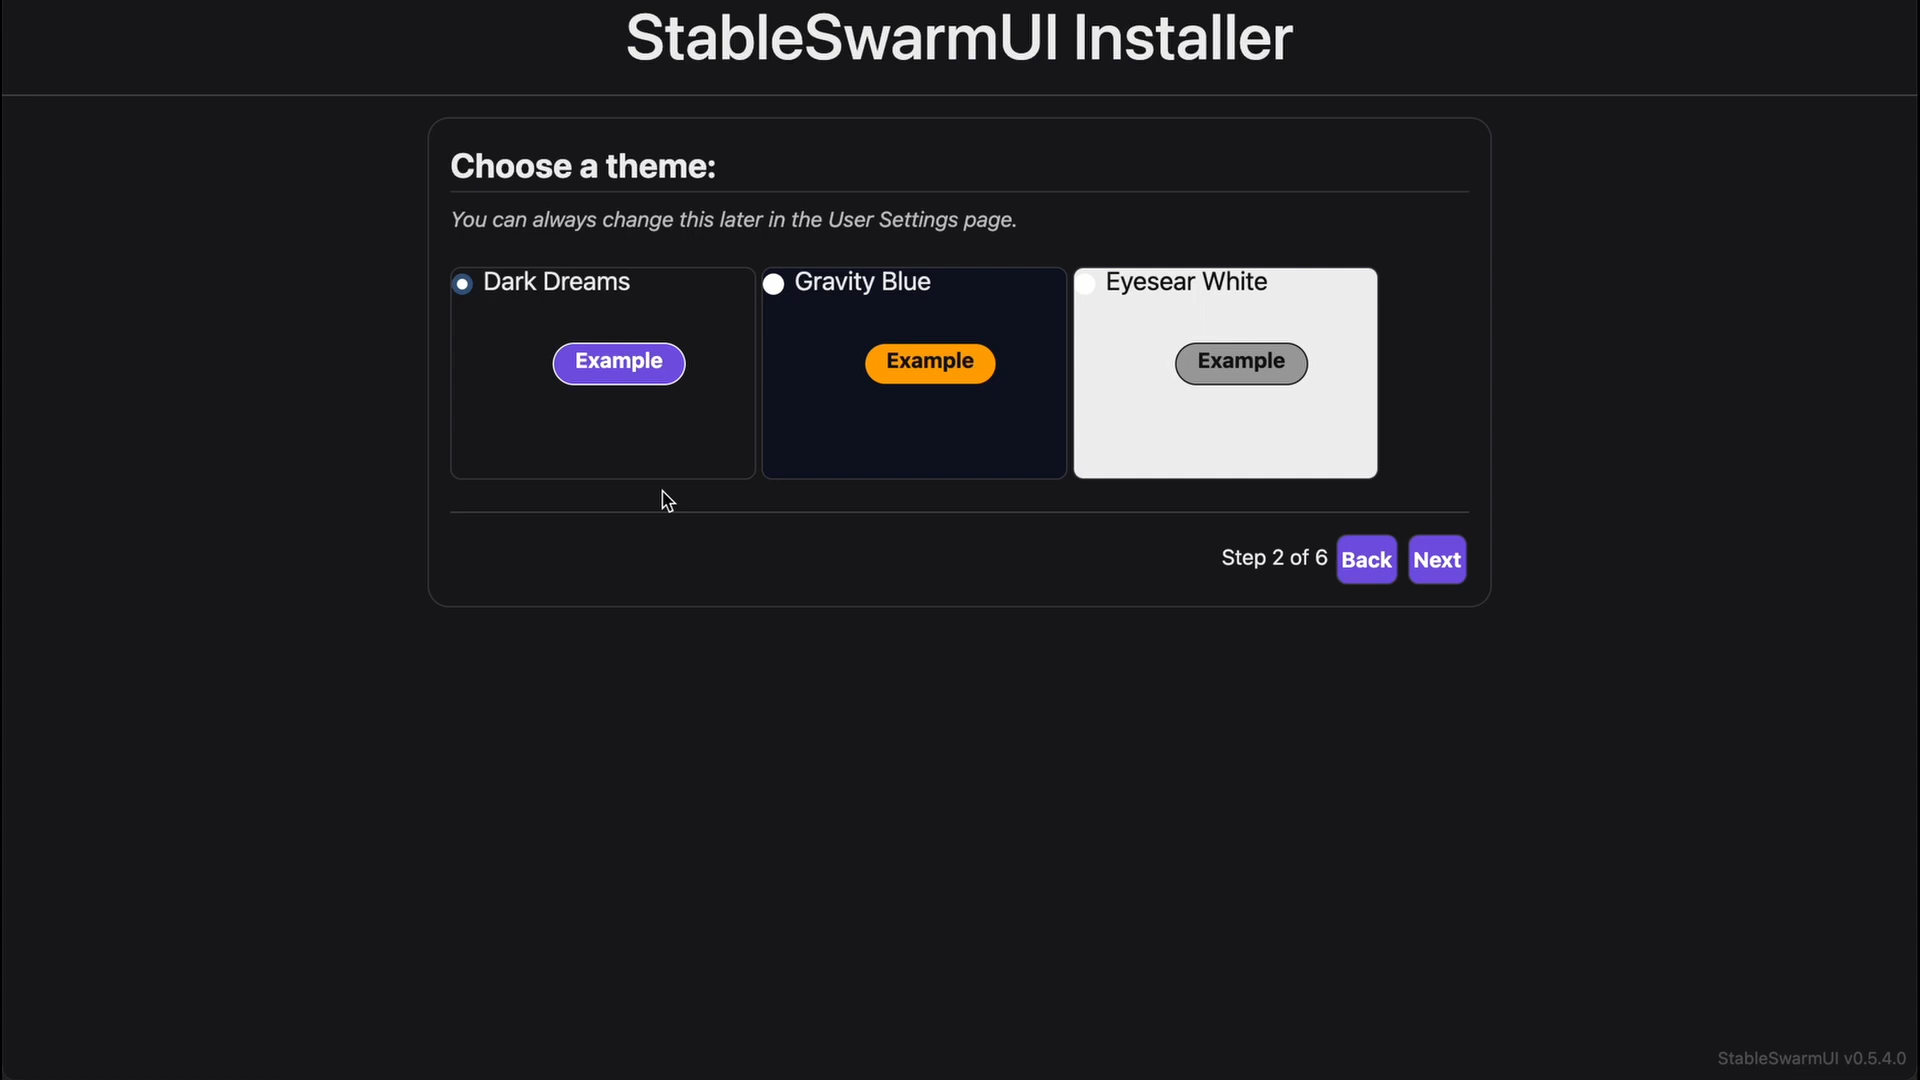 StableSwarmUI Installer
Choose a theme:
You can always change this later in the User Settings page.
Dark Dreams
Gravity Blue
Eyesear White
Example
Example
Example
Step 2 of 6
Back
Next
StableSwarmUI v0.5.4.0